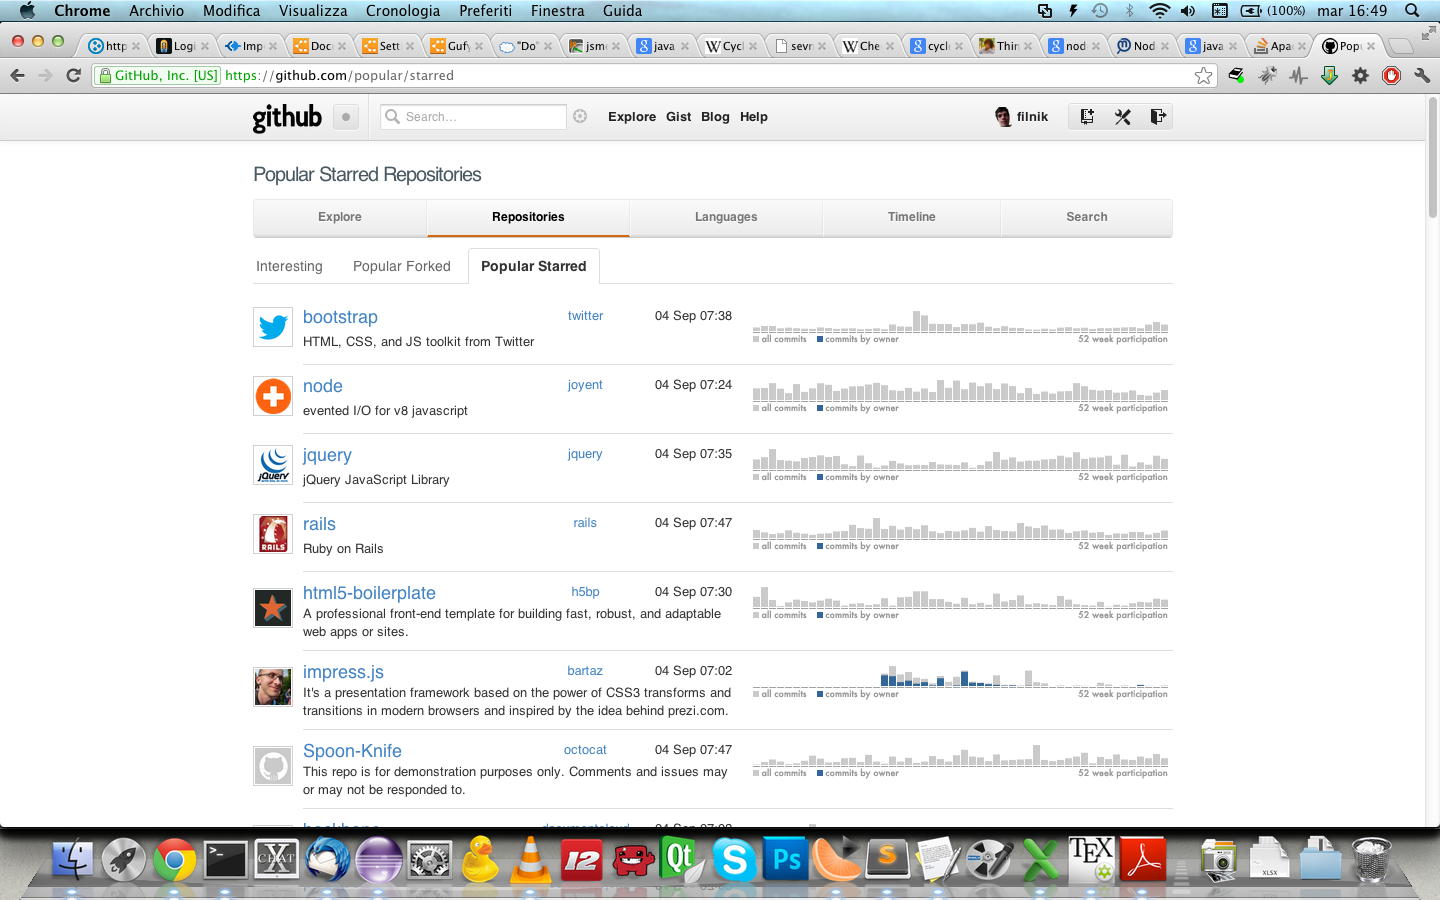 Chrome Archivio Modifica Visualizza Cronologia Preferiti Finestra Guida (100%) mar 16:49
http Logi Imp Doc Sett Gufy "Do" jsm java Cycl sevr Che cycl Thin nod Nod java Apa Popu
GitHub, Inc. [US] https://github.com/popular/starred
github Search... Explore Gist Blog Help filnik
Popular Starred Repositories
Explore Repositories Languages Timeline Search
Interesting Popular Forked Popular Starred
bootstrap twitter 04 Sep 07:38
HTML, CSS, and JS toolkit from Twitter
all commits commits by owner 52 week participation
node joyent 04 Sep 07:24
evented I/O for v8 javascript
all commits commits by owner 52 week participation
jquery jquery 04 Sep 07:35
jQuery JavaScript Library
all commits commits by owner 52 week participation
rails rails 04 Sep 07:47
Ruby on Rails
all commits commits by owner 52 week participation
html5-boilerplate h5bp 04 Sep 07:30
A professional front-end template for building fast, robust, and adaptable
web apps or sites.
all commits commits by owner 52 week participation
impress.js bartaz 04 Sep 07:02
It's a presentation framework based on the power of CSS3 transforms and
transitions in modern browsers and inspired by the idea behind prezi.com.
all commits commits by owner 52 week participation
Spoon-Knife octocat 04 Sep 07:47
This repo is for demonstration purposes only. Comments and issues may
or may not be responded to.
all commits commits by owner 52 week participation
jQuery
RAILS
X CHAT 12 Qt S Ps S X TEX XLSX